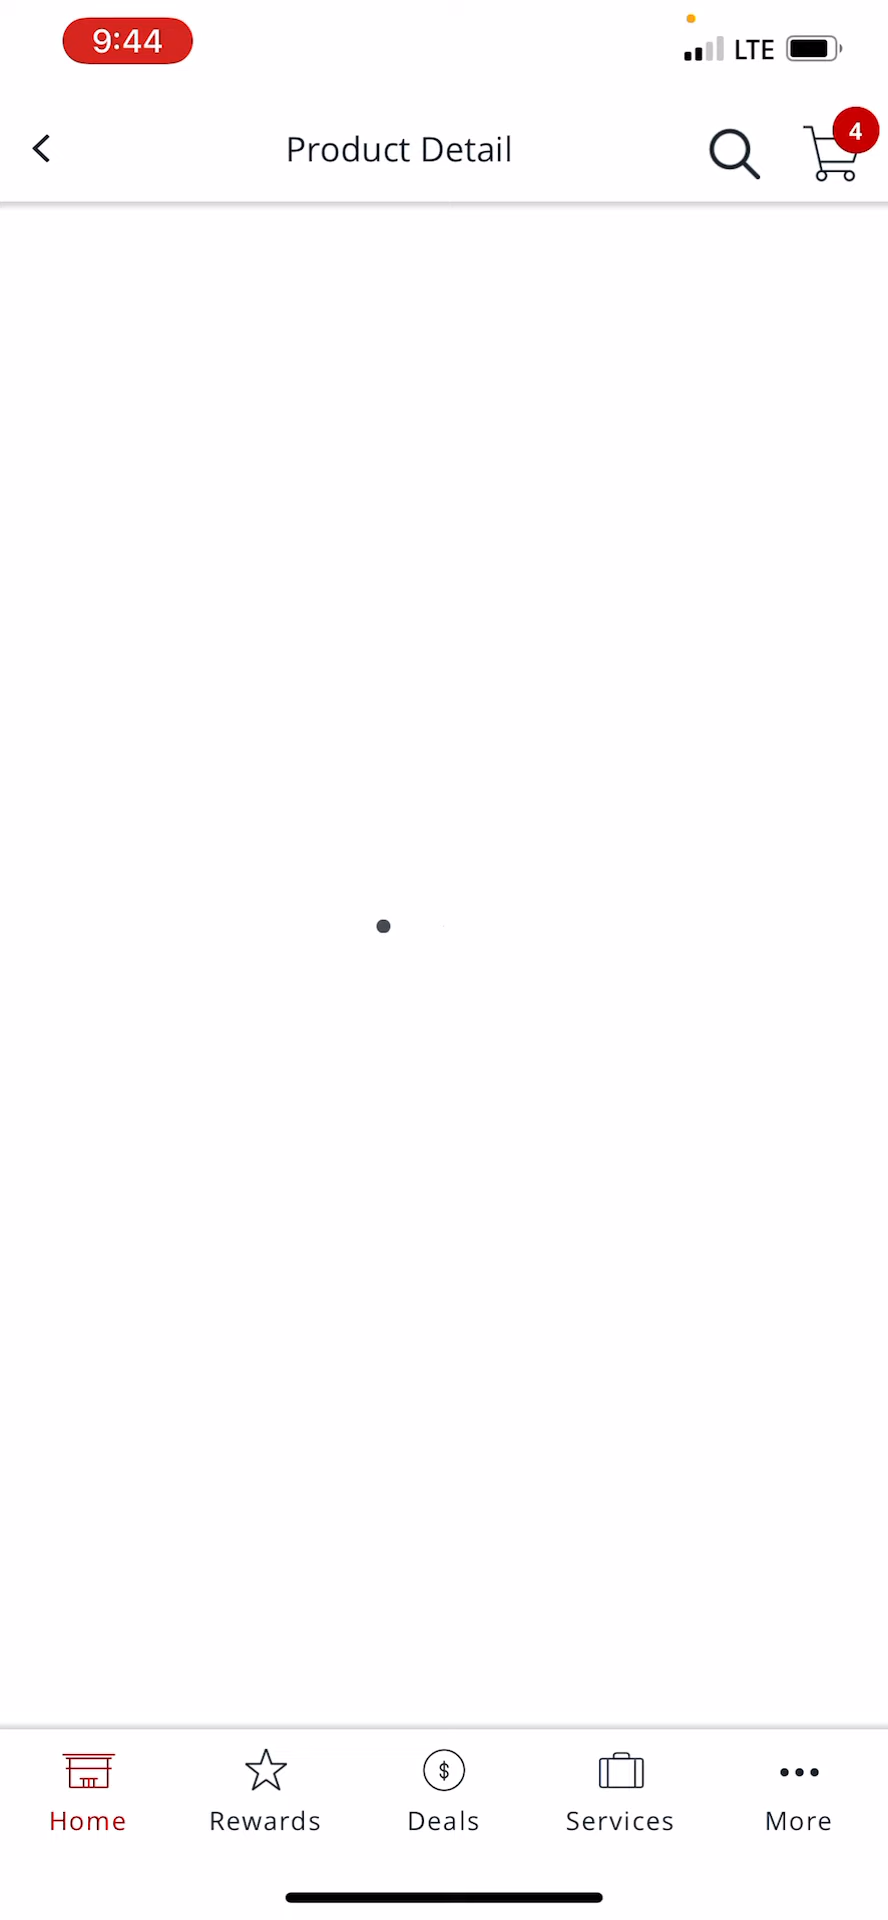 9:44
LTE
Product Detail
4
$
Home
Rewards
Deals
Services
More